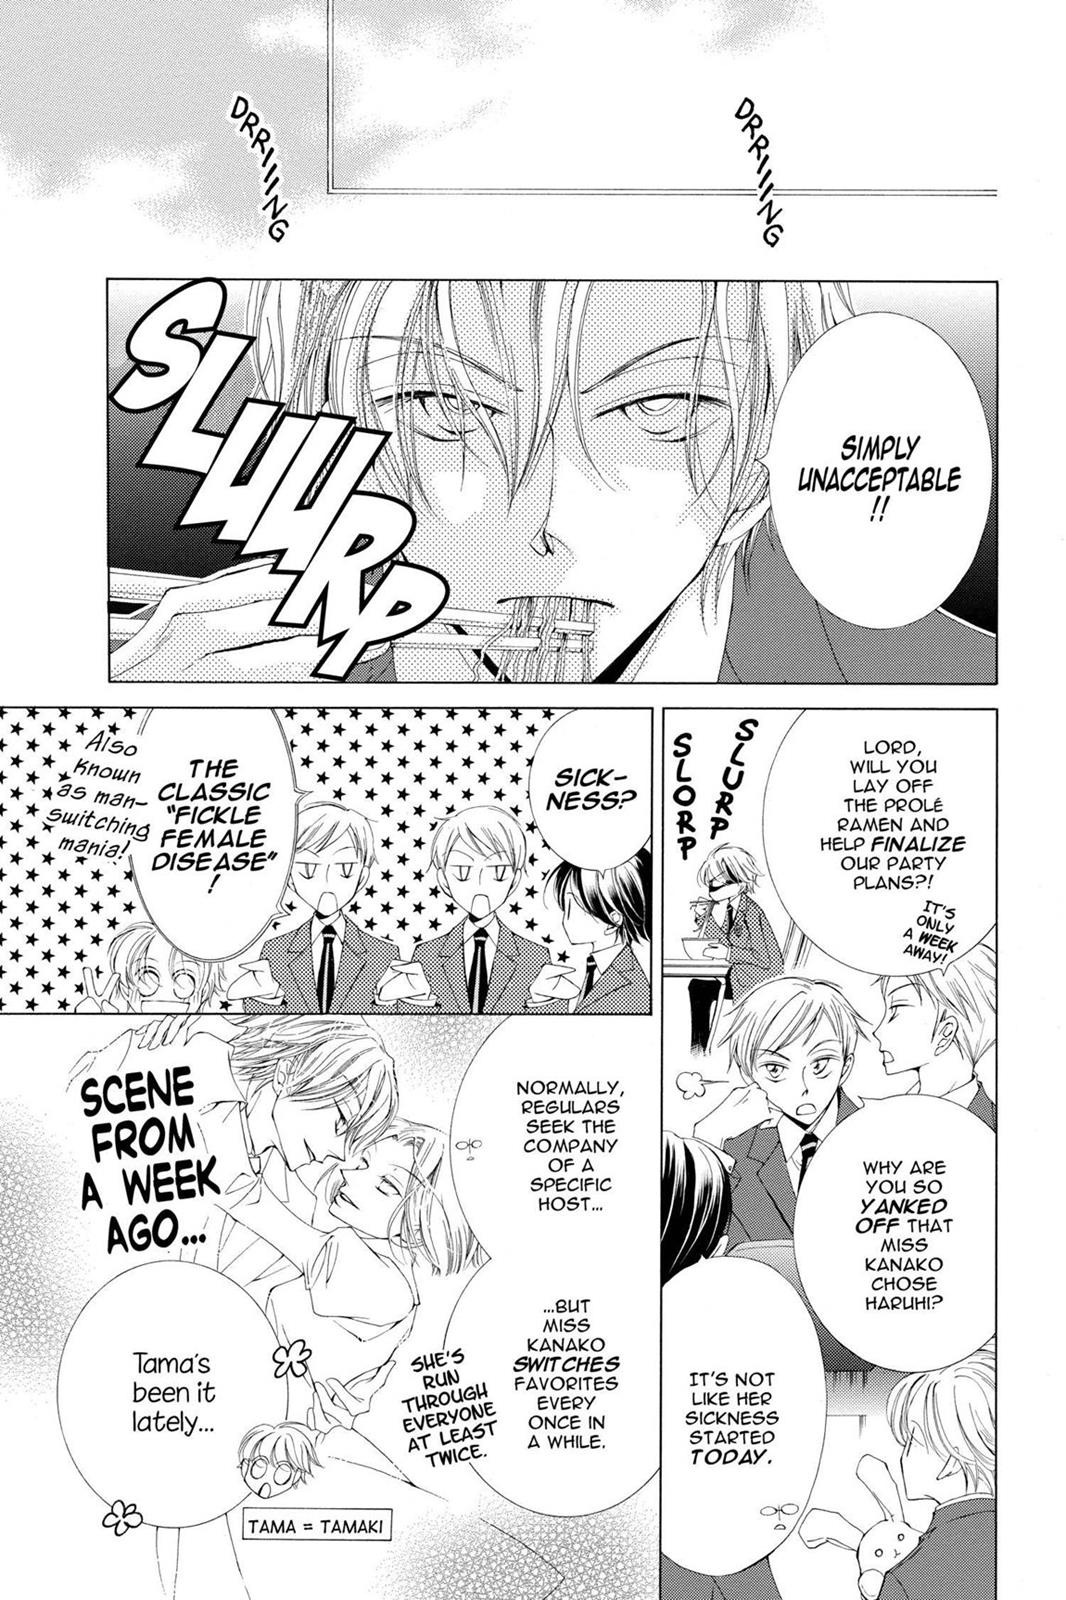 DRRIIING
DRRIIING
SIMPLY
UNACCEPTABLE
!!
SLUURP
LORD,
WILL YOU
LAY OFF
THE PROLÉ
RAMEN AND
HELP FINALIZE
OUR PARTY
PLANS?!
IT'S
ONLY
A WEEK
AWAY!
SLURP
SLORP
WHY ARE
YOU SO
YANKED
OFF THAT
MISS
KANAKO
CHOSE
HARUHI?
IT'S NOT
LIKE HER
SICKNESS
STARTED
TODAY.
SICK-
NESS?
THE
CLASSIC
"FICKLE
FEMALE
DISEASE"
!
Also
known
as man-
switching
mania!
NORMALLY,
REGULARS
SEEK THE
COMPANY
OF A
SPECIFIC
HOST...
...BUT
MISS
KANAKO
SWITCHES
FAVORITES
EVERY
ONCE IN
A WHILE.
SHE'S
RUN
THROUGH
EVERYONE
AT LEAST
TWICE.
SCENE
FROM
A WEEK
AGO...
Tama's
been it
lately...
TAMA = TAMAKI